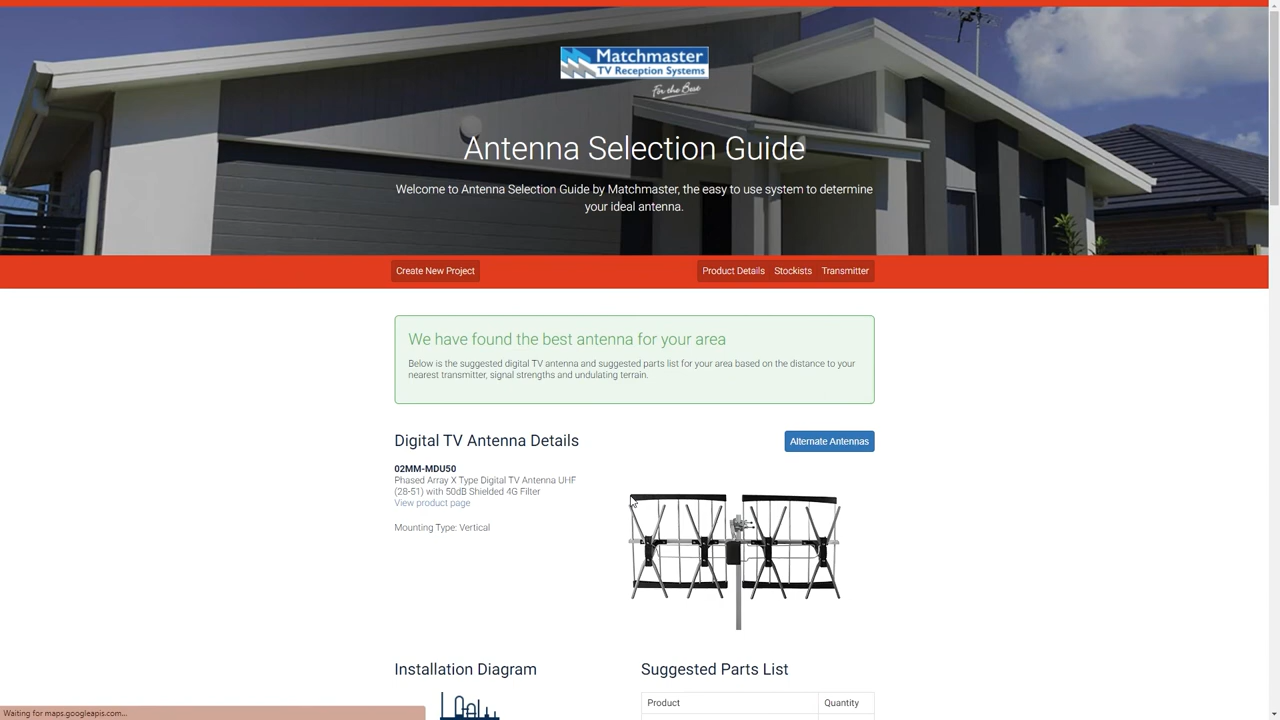 Matchmaster
TV Reception Systems
For the Best
Antenna Selection Guide
Welcome to Antenna Selection Guide by Matchmaster, the easy to use system to determine
your ideal antenna.
Create New Project
Product Details Stockists Transmitter
We have found the best antenna for your area
Below is the suggested digital TV antenna and suggested parts list for your area based on the distance to your
nearest transmitter, signal strengths and undulating terrain.
Digital TV Antenna Details
Alternate Antennas
02MM-MDU50
Phased Array X Type Digital TV Antenna UHF
(28-51) with 50dB Shielded 4G Filter
View product page
Mounting Type: Vertical
Installation Diagram
Suggested Parts List
Product Quantity
Waiting for maps.googleapis.com...